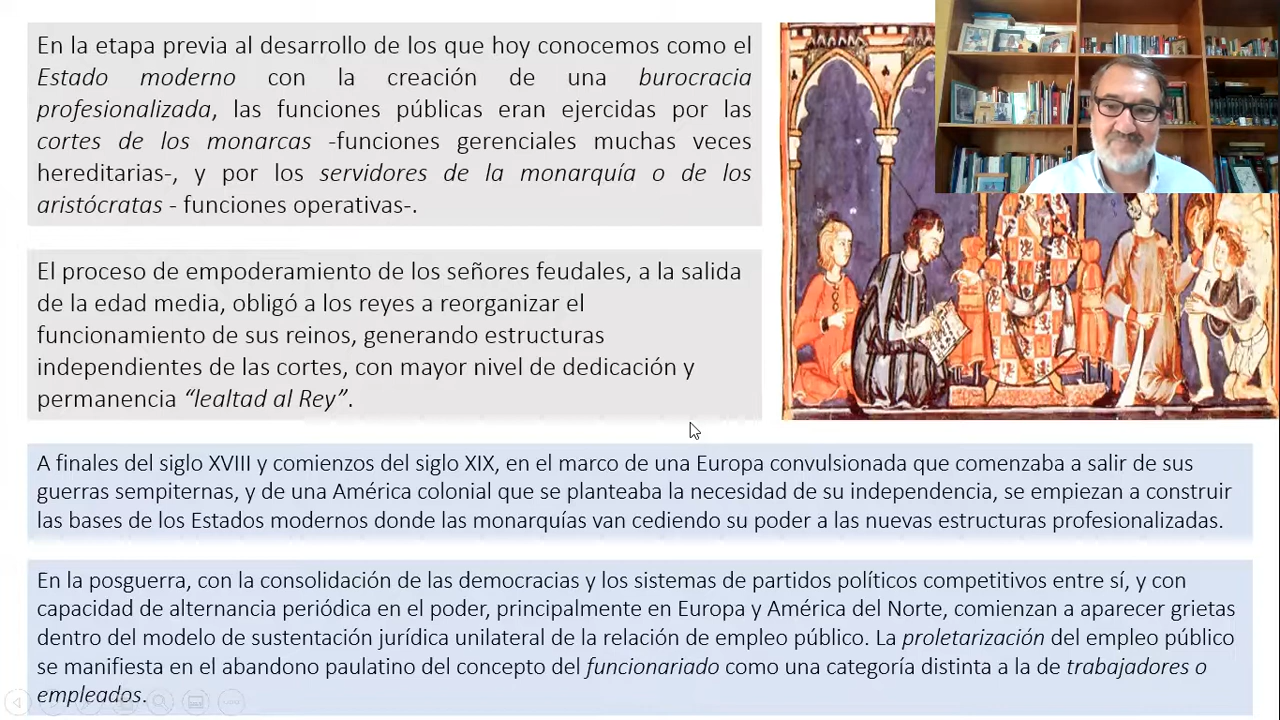 En la etapa previa al desarrollo de los que hoy conocemos como el
Estado moderno con la creación de una burocracia
profesionalizada, las funciones públicas eran ejercidas por las
cortes de los monarcas -funciones gerenciales muchas veces
hereditarias-, y por los servidores de la monarquía o de los
aristócratas - funciones operativas-.
El proceso de empoderamiento de los señores feudales, a la salida
de la edad media, obligó a los reyes a reorganizar el
funcionamiento de sus reinos, generando estructuras
independientes de las cortes, con mayor nivel de dedicación y
permanencia “lealtad al Rey”.
A finales del siglo XVIII y comienzos del siglo XIX, en el marco de una Europa convulsionada que comenzaba a salir de sus
guerras sempiternas, y de una América colonial que se planteaba la necesidad de su independencia, se empiezan a construir
las bases de los Estados modernos donde las monarquías van cediendo su poder a las nuevas estructuras profesionalizadas.
En la posguerra, con la consolidación de las democracias y los sistemas de partidos políticos competitivos entre sí, y con
capacidad de alternancia periódica en el poder, principalmente en Europa y América del Norte, comienzan a aparecer grietas
dentro del modelo de sustentación jurídica unilateral de la relación de empleo público. La proletarización del empleo público
se manifiesta en el abandono paulatino del concepto del funcionariado como una categoría distinta a la de trabajadores o
empleados.